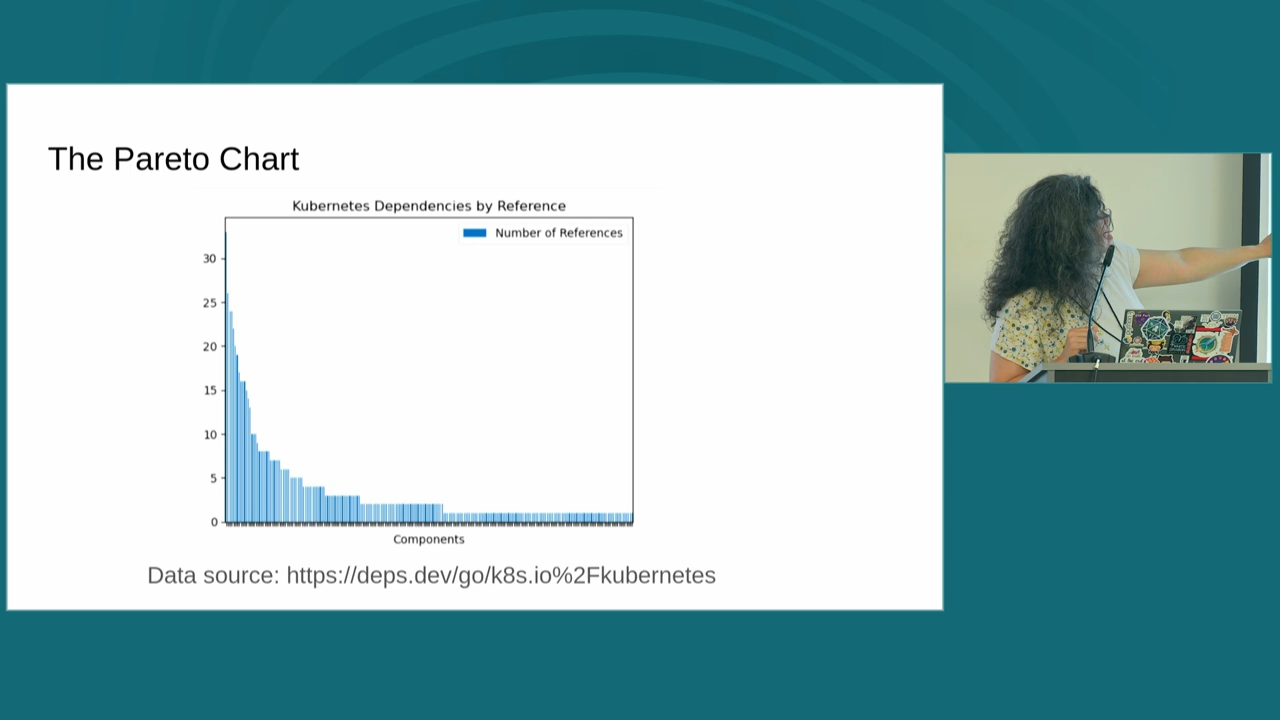 The Pareto Chart
Kubernetes Dependencies by Reference
Number of References
30
25
20
15
10
5
0
Components
Data source: https://deps.dev/go/k8s.io%2Fkubernetes